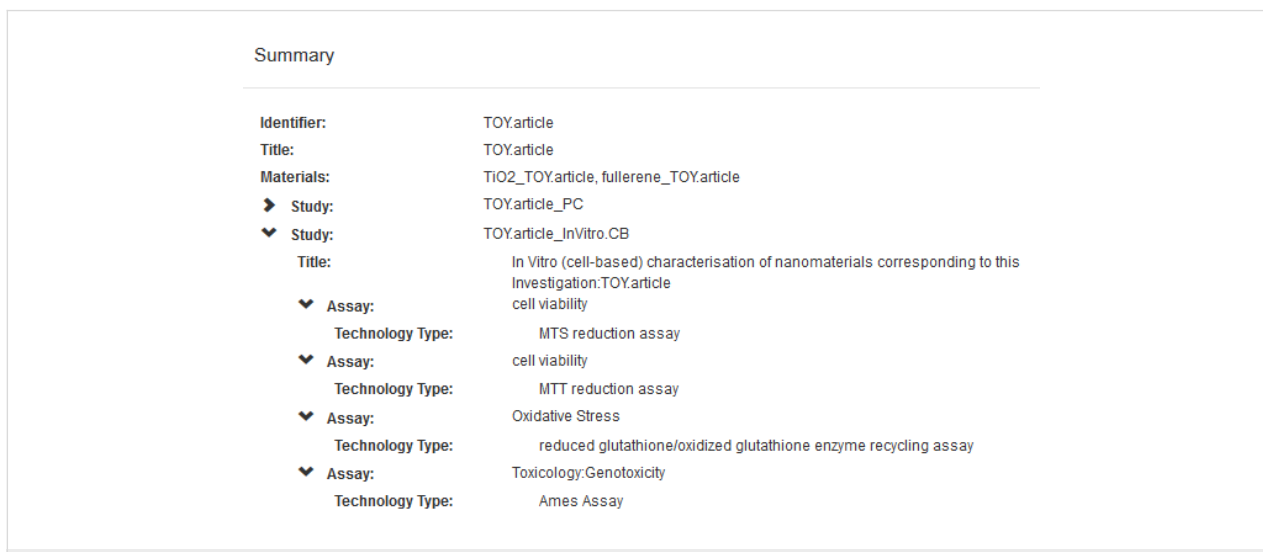 Summary
Identifier: TOY.article
Title: TOY.article
Materials: TiO2_TOY.article, fullerene_TOY.article
Study: TOY.article_PC
Study: TOY.article_InVitro.CB
Title: In Vitro (cell-based) characterisation of nanomaterials corresponding to this
Investigation:TOY.article
Assay: cell viability
Technology Type: MTS reduction assay
Assay: cell viability
Technology Type: MTT reduction assay
Assay: Oxidative Stress
Technology Type: reduced glutathione/oxidized glutathione enzyme recycling assay
Assay: Toxicology:Genotoxicity
Technology Type: Ames Assay